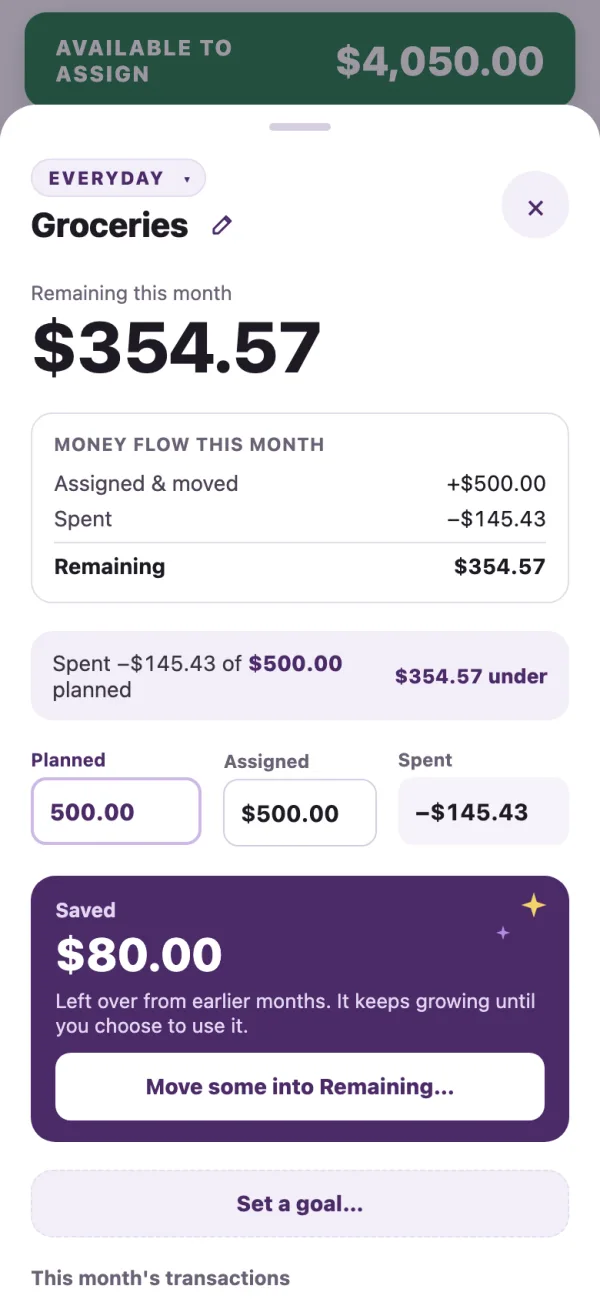 AVAILABLE TO
ASSIGN
$4,050.00
EVERYDAY ▾
Groceries
Remaining this month
$354.57
MONEY FLOW THIS MONTH
Assigned & moved +$500.00
Spent –$145.43
Remaining $354.57
Spent –$145.43 of $500.00
planned
$354.57 under
Planned Assigned Spent
500.00 $500.00 –$145.43
Saved
$80.00
Left over from earlier months. It keeps growing until
you choose to use it.
Move some into Remaining...
Set a goal...
This month's transactions